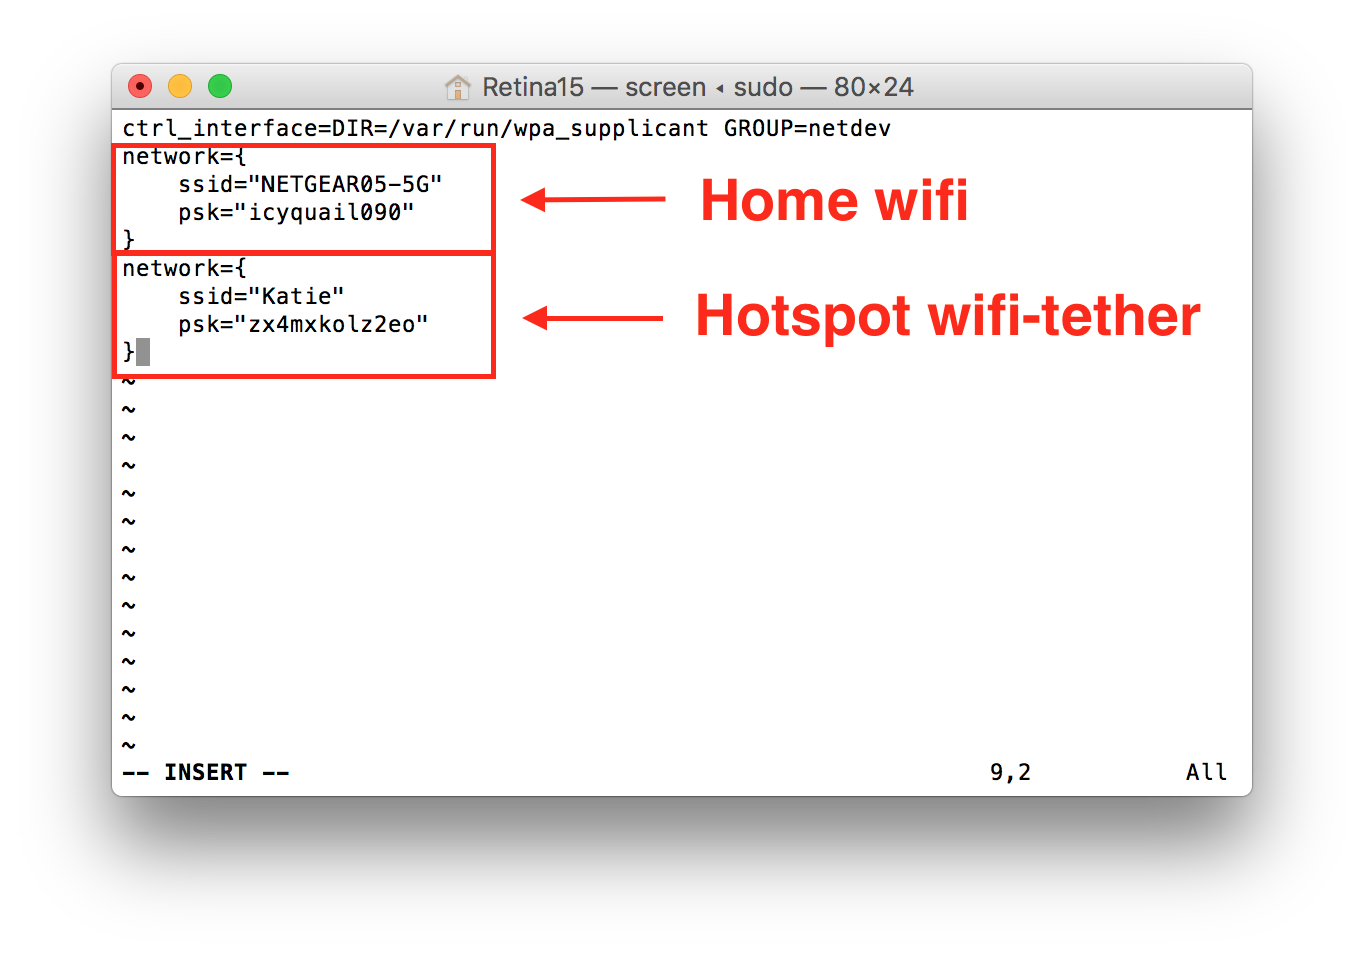 Retina15 — screen ◂ sudo — 80×24
ctrl_interface=DIR=/var/run/wpa_supplicant GROUP=netdev
network={
    ssid="NETGEAR05-5G"
    psk="icyquail090"
}
Home wifi
network={
    ssid="Katie"
    psk="zx4mxkolz2eo"
}
Hotspot wifi-tether
~
~
~
~
~
~
~
~
~
~
~
~
~
~
-- INSERT -- 9,2 All